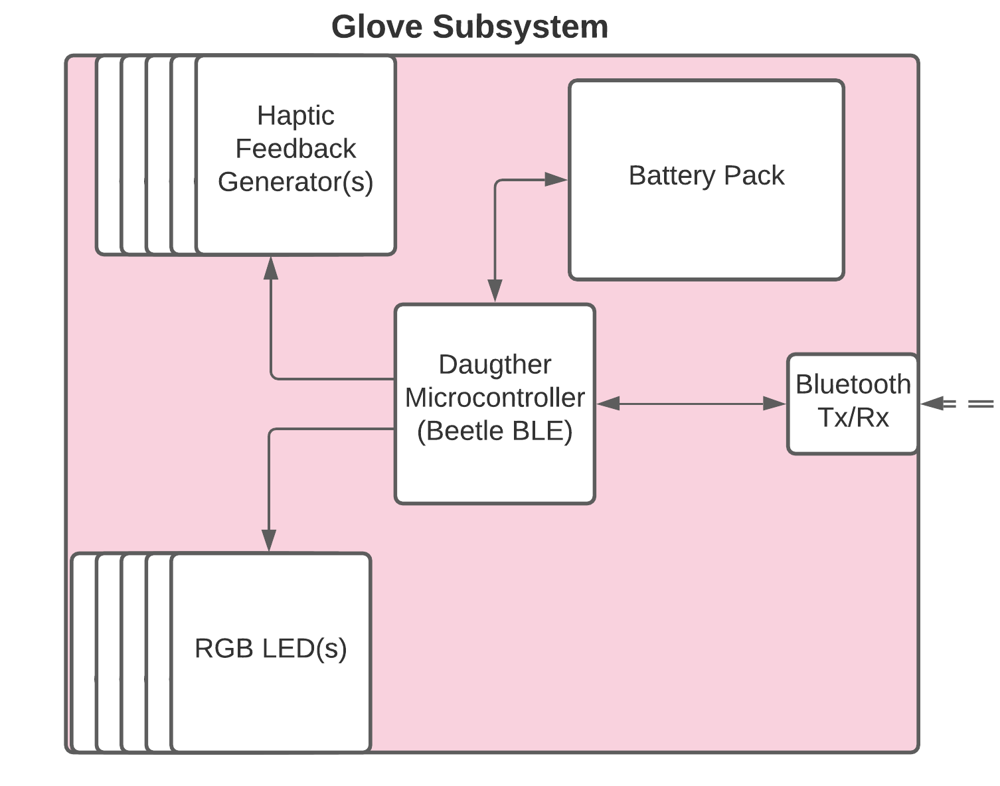 Glove Subsystem
Haptic
Feedback
Generator(s)
Battery Pack
Daugther
Microcontroller
(Beetle BLE)
Bluetooth
Tx/Rx
RGB LED(s)